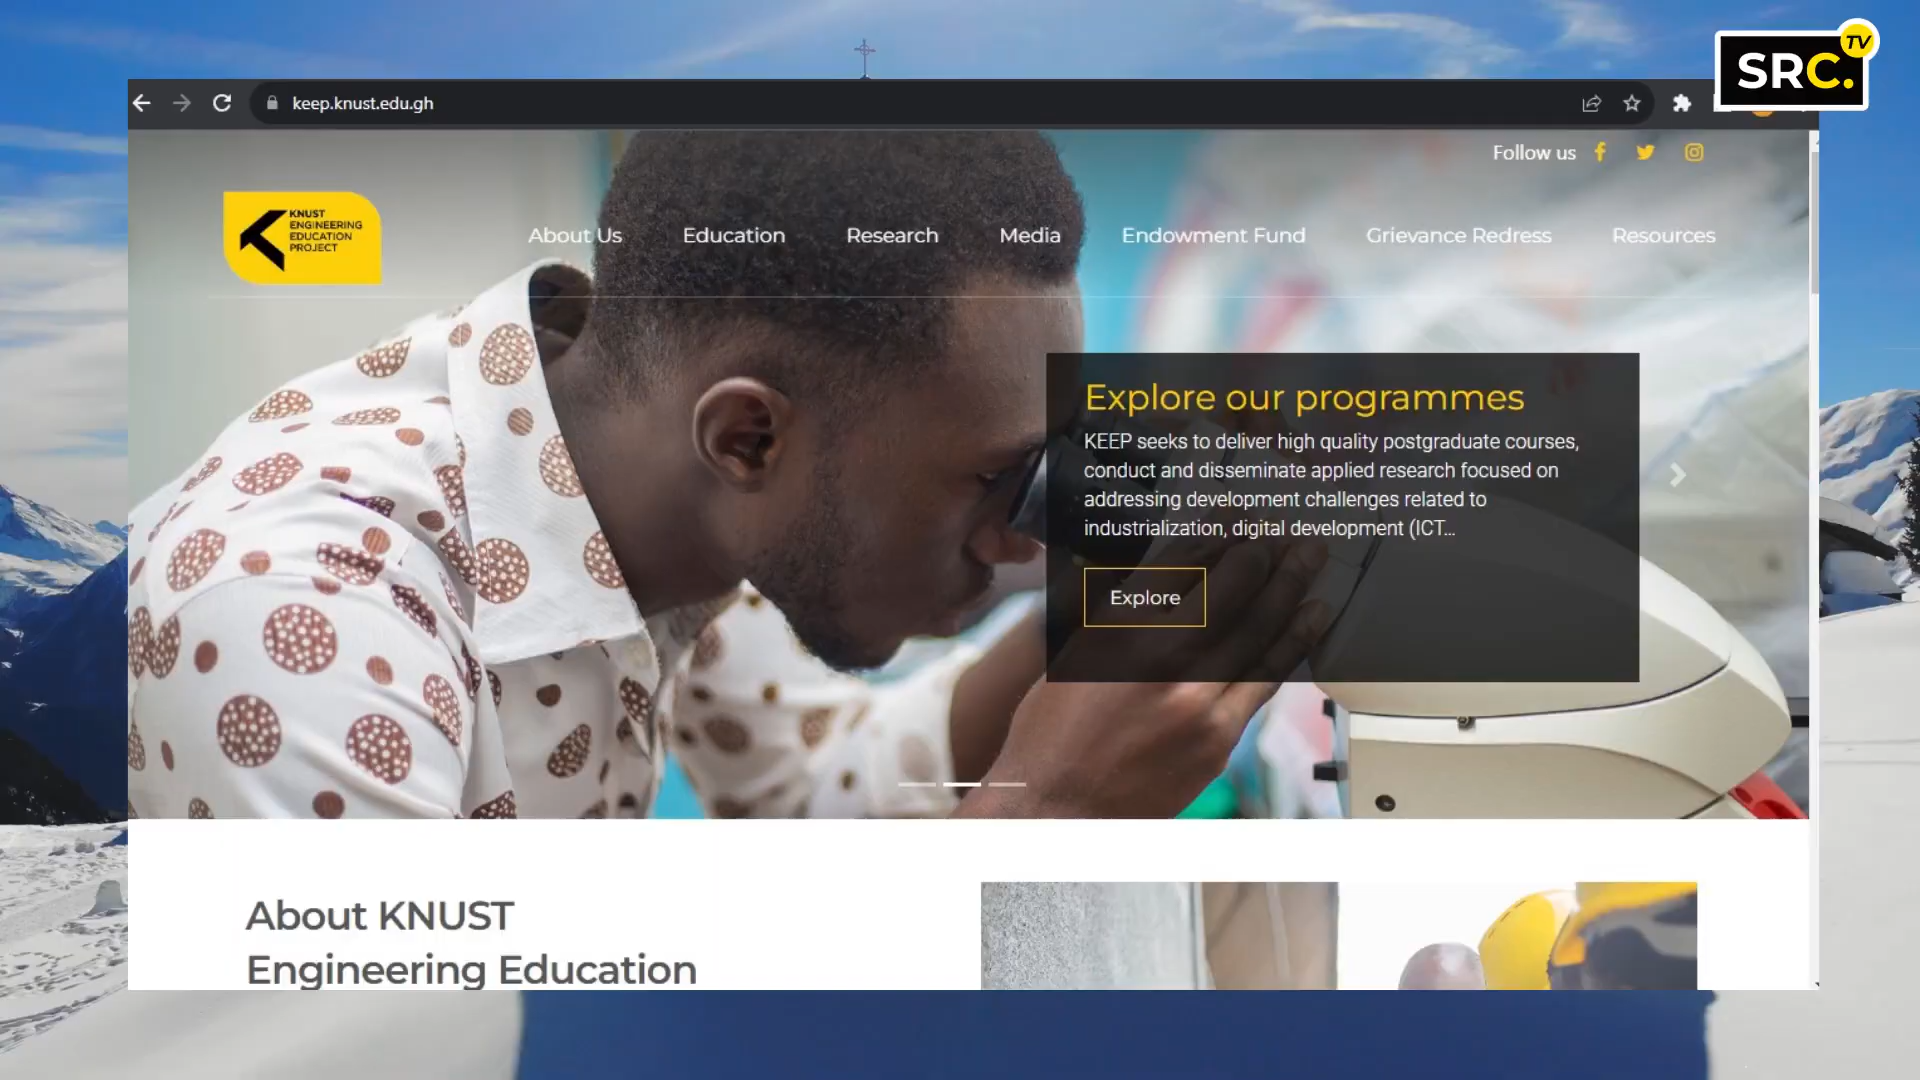 SRC. TV
keep.knust.edu.gh
Follow us
KNUST
ENGINEERING
EDUCATION
PROJECT
About Us Education Research Media Endowment Fund Grievance Redress Resources
Explore our programmes
KEEP seeks to deliver high quality postgraduate courses,
conduct and disseminate applied research focused on
addressing development challenges related to
industrialization, digital development (ICT...
Explore
About KNUST
Engineering Education